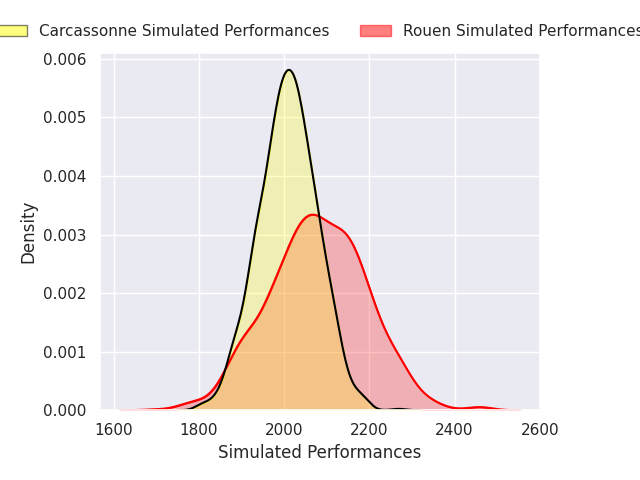 Carcassonne Simulated Performances Rouen Simulated Performances
0.006
0.005
0.004
0.003
0.002
0.001
0.000
Density
1600 1800 2000 2200 2400 2600
Simulated Performances